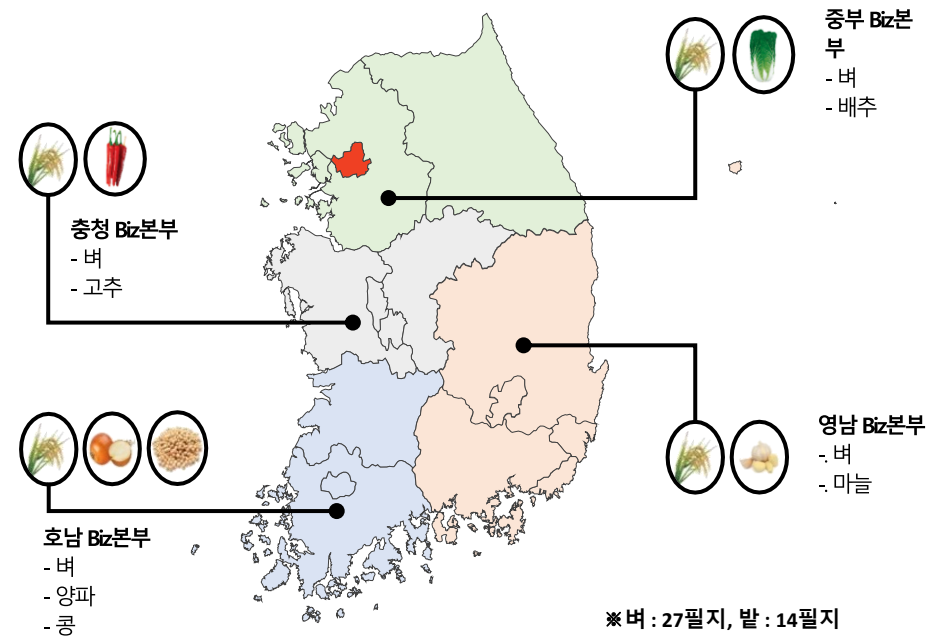 중부 Biz본
부
- 벼
- 배추
충청 Biz본부
- 벼
- 고추
영남 Biz본부
-. 벼
-. 마늘
호남 Biz본부
- 벼
- 양파
- 콩
※ 벼 : 27필지, 밭 : 14필지